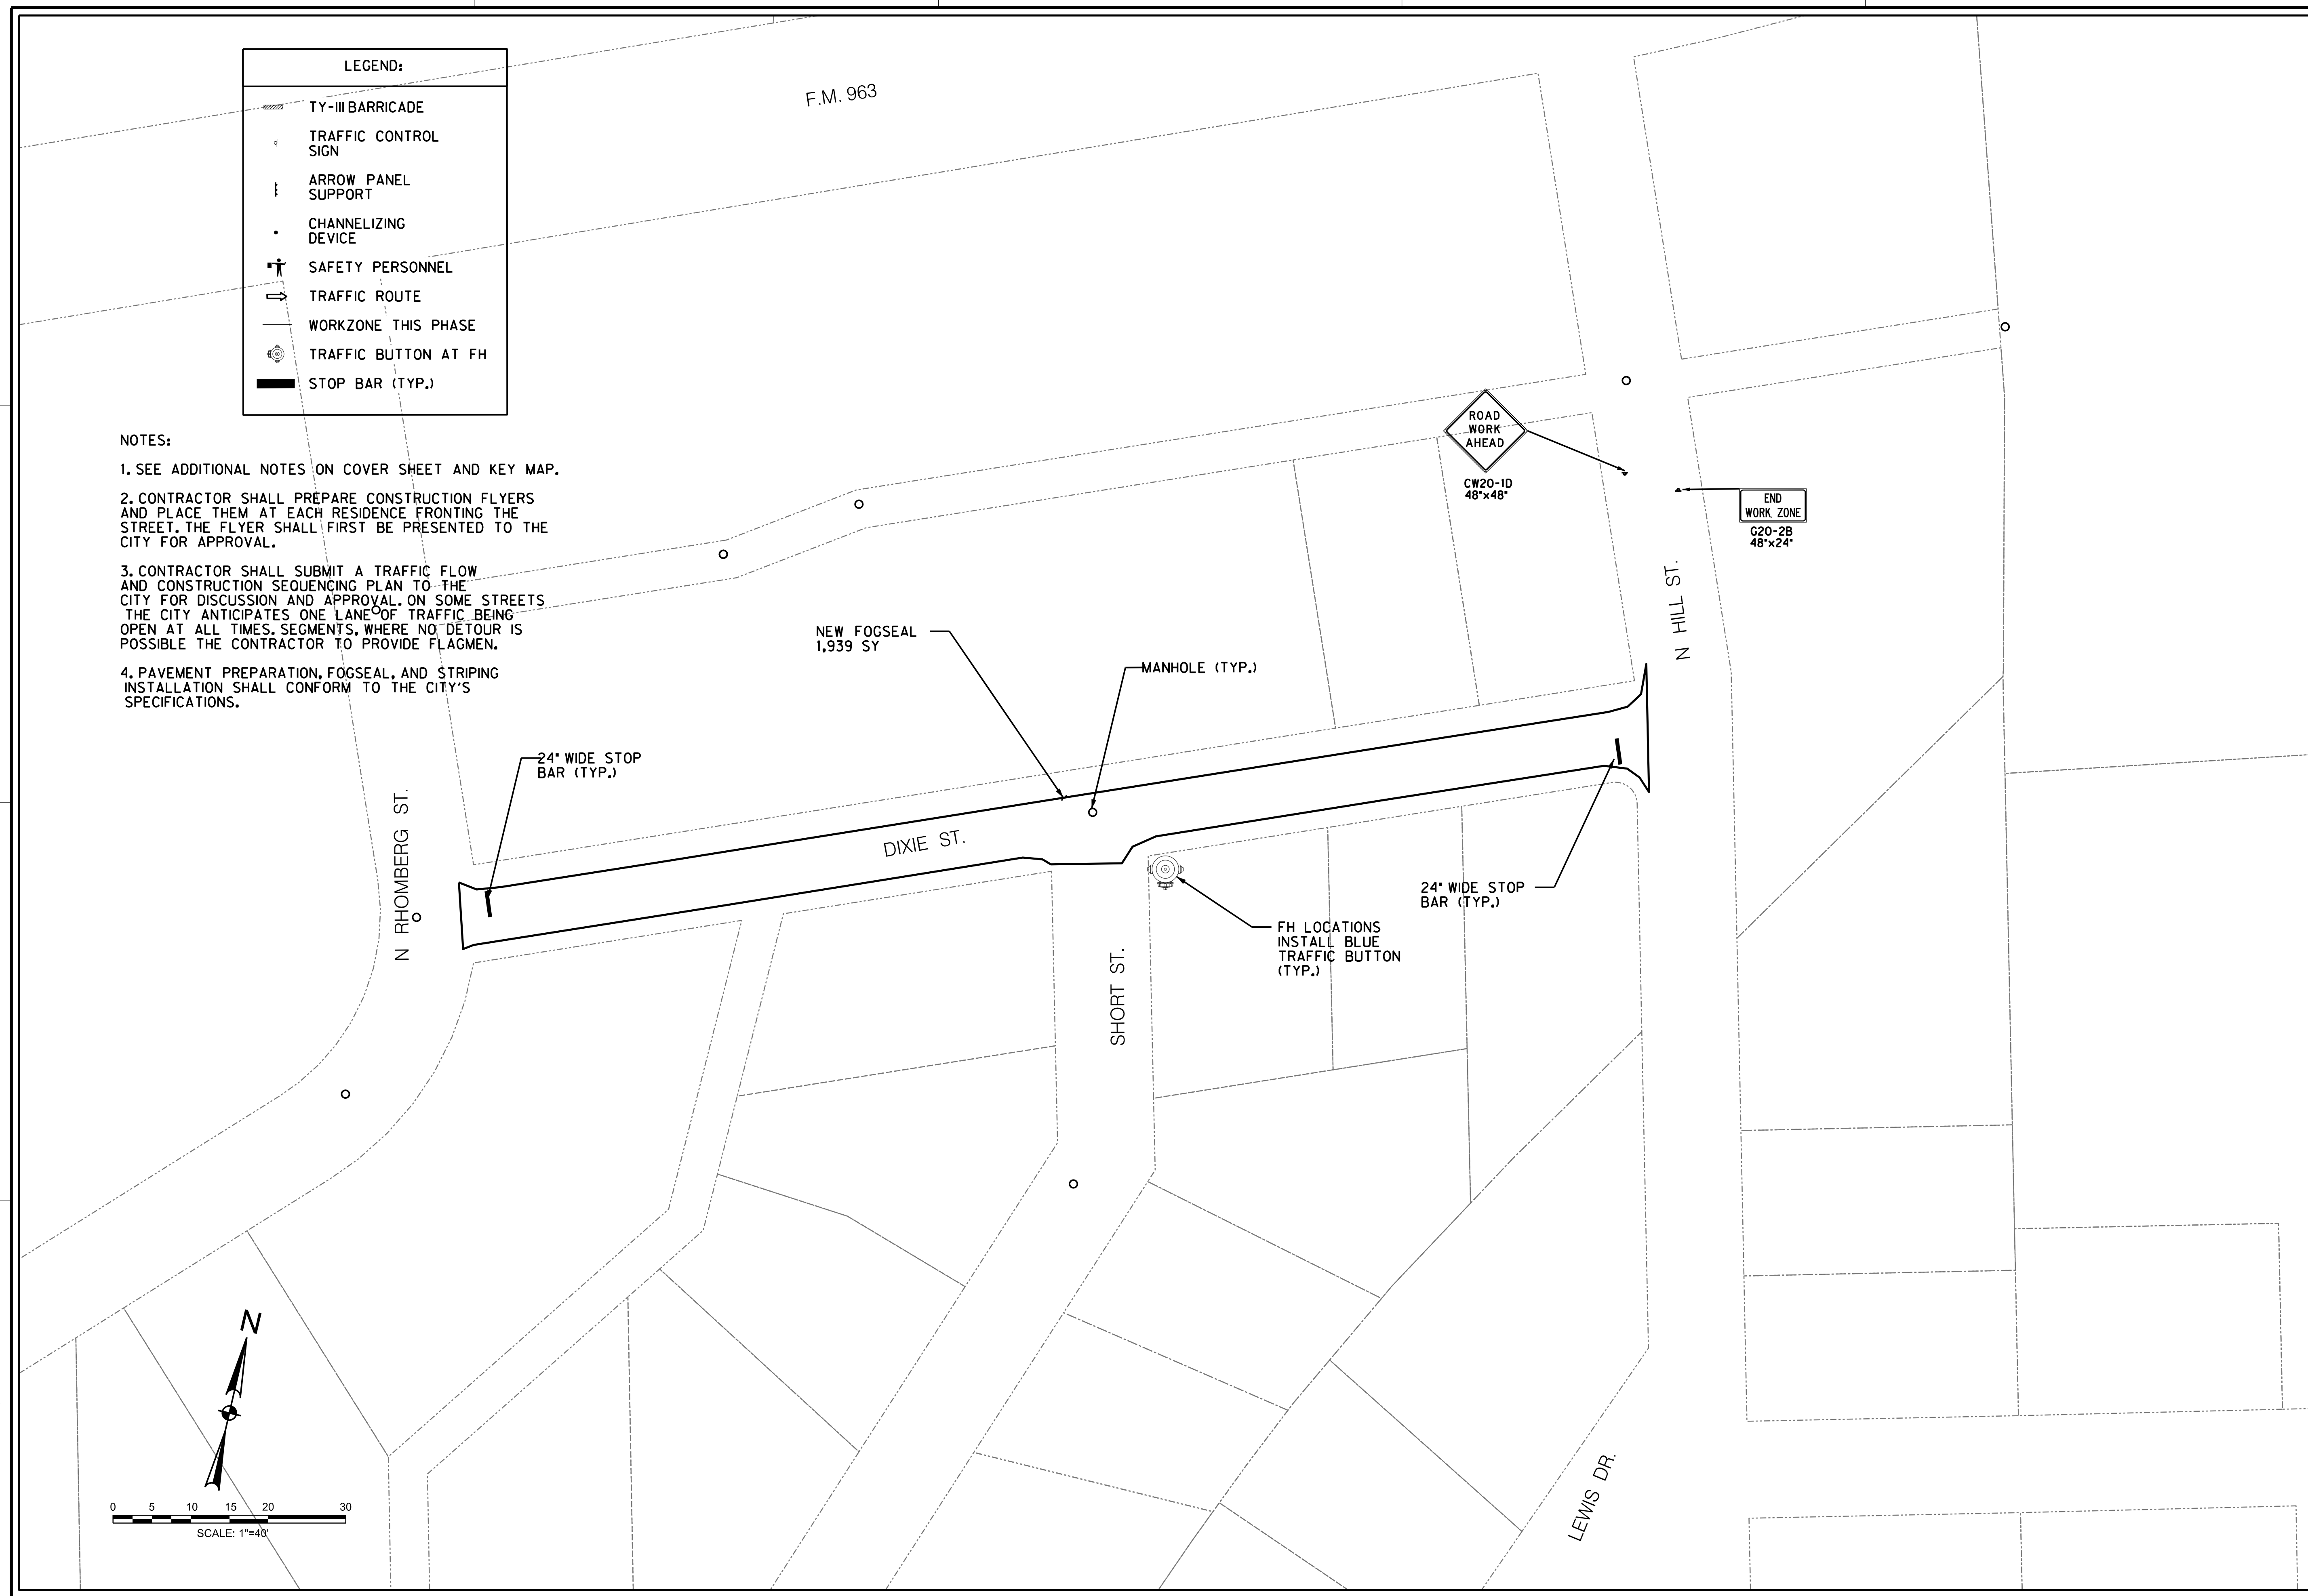 LEGEND:
TY-III BARRICADE
TRAFFIC CONTROL
SIGN
ARROW PANEL
SUPPORT
CHANNELIZING
DEVICE
SAFETY PERSONNEL
TRAFFIC ROUTE
WORKZONE THIS PHASE
TRAFFIC BUTTON AT FH
STOP BAR (TYP.)
F.M. 963
NOTES:
1. SEE ADDITIONAL NOTES ON COVER SHEET AND KEY MAP.
2. CONTRACTOR SHALL PREPARE CONSTRUCTION FLYERS
AND PLACE THEM AT EACH RESIDENCE FRONTING THE
STREET. THE FLYER SHALL FIRST BE PRESENTED TO THE
CITY FOR APPROVAL.
3. CONTRACTOR SHALL SUBMIT A TRAFFIC FLOW
AND CONSTRUCTION SEQUENCING PLAN TO THE
CITY FOR DISCUSSION AND APPROVAL. ON SOME STREETS
THE CITY ANTICIPATES ONE LANE OF TRAFFIC BEING
OPEN AT ALL TIMES. SEGMENTS, WHERE NO DETOUR IS
POSSIBLE THE CONTRACTOR TO PROVIDE FLAGMEN.
4. PAVEMENT PREPARATION, FOGSEAL, AND STRIPING
INSTALLATION SHALL CONFORM TO THE CITY'S
SPECIFICATIONS.
ROAD
WORK
AHEAD
CW20-1D
48"x48"
END
WORK ZONE
G20-2B
48"x24"
N HILL ST.
NEW FOGSEAL
1,939 SY
MANHOLE (TYP.)
24" WIDE STOP
BAR (TYP.)
DIXIE ST.
N RHOMBERG ST.
24" WIDE STOP
BAR (TYP.)
FH LOCATIONS
INSTALL BLUE
TRAFFIC BUTTON
(TYP.)
SHORT ST.
LEWIS DR.
N
0 5 10 15 20 30
SCALE: 1"=40'